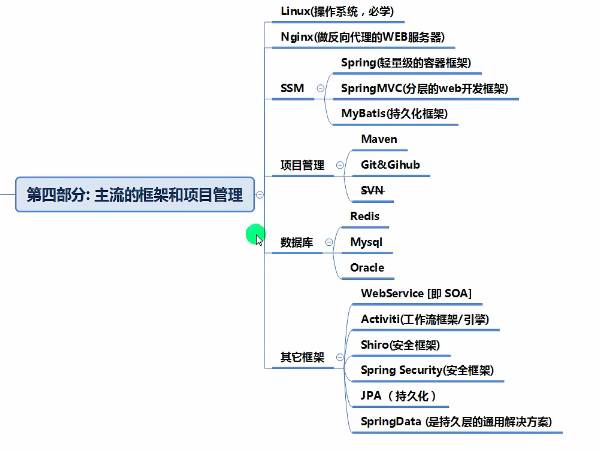 Linux(操作系统，必学)
Nginx(做反向代理的WEB服务器)
SSM
Spring(轻量级的容器框架)
SpringMVC(分层的web开发框架)
MyBatis(持久化框架)
第四部分: 主流的框架和项目管理
项目管理
Maven
Git&Gihub
SVN
数据库
Redis
Mysql
Oracle
其它框架
WebService [即 SOA]
Activiti(工作流框架/引擎)
Shiro(安全框架)
Spring Security(安全框架)
JPA （持久化）
SpringData (是持久层的通用解决方案)